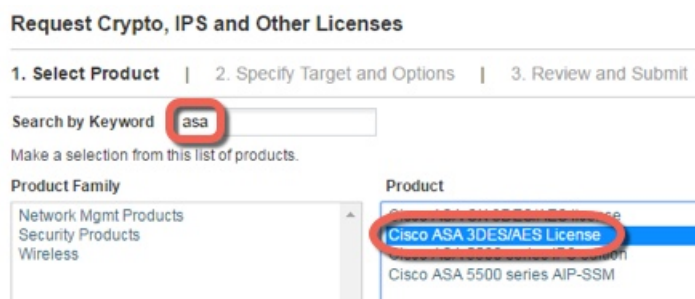 Request Crypto, IPS and Other Licenses
1. Select Product | 2. Specify Target and Options | 3. Review and Submit
Search by Keyword asa
Make a selection from this list of products.
Product Family
Network Mgmt Products
Security Products
Wireless
Product
Cisco ASA 3DES/AES License
Cisco ASA 5500 series AIP-SSM